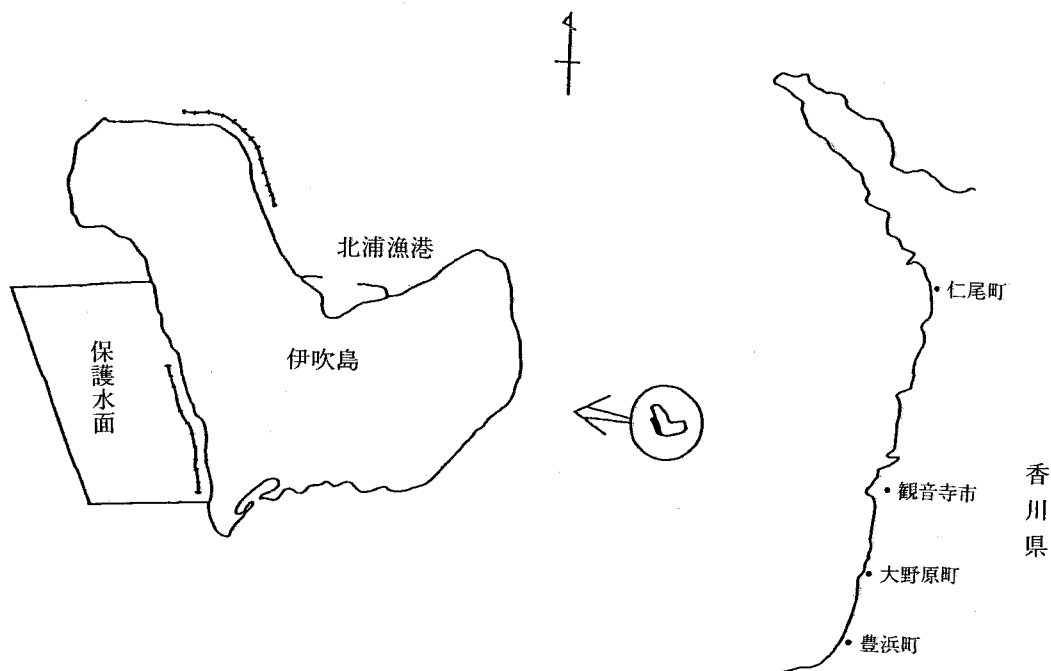 北浦漁港
伊吹島
保護水面
仁尾町
観音寺市
香川県
大野原町
豊浜町